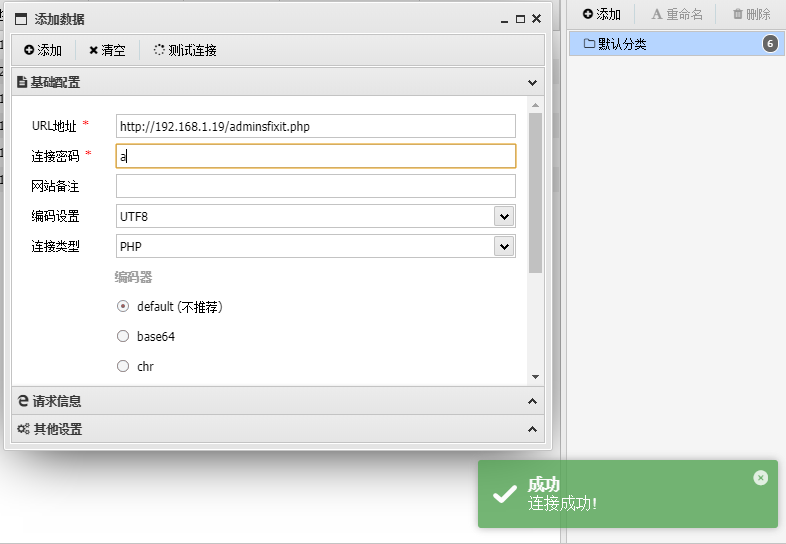 添加数据
添加 清空 测试连接
基础配置
URL地址 * http://192.168.1.19/adminsfixit.php
连接密码 * a
网站备注
编码设置 UTF8
连接类型 PHP
编码器
default (不推荐)
base64
chr
请求信息
其他设置
添加 重命名 删除
默认分类 6
成功
连接成功!